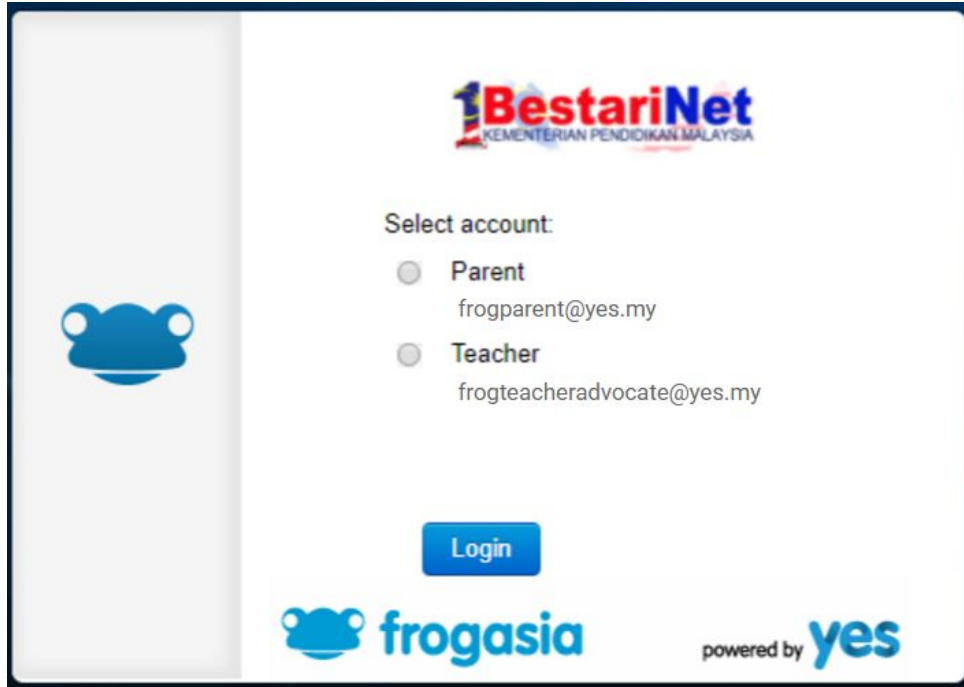 1BestariNet
KEMENTERIAN PENDIDIKAN MALAYSIA
Select account:
Parent
frogparent@yes.my
Teacher
frogteacheradvocate@yes.my
Login
frogasia
powered by yes